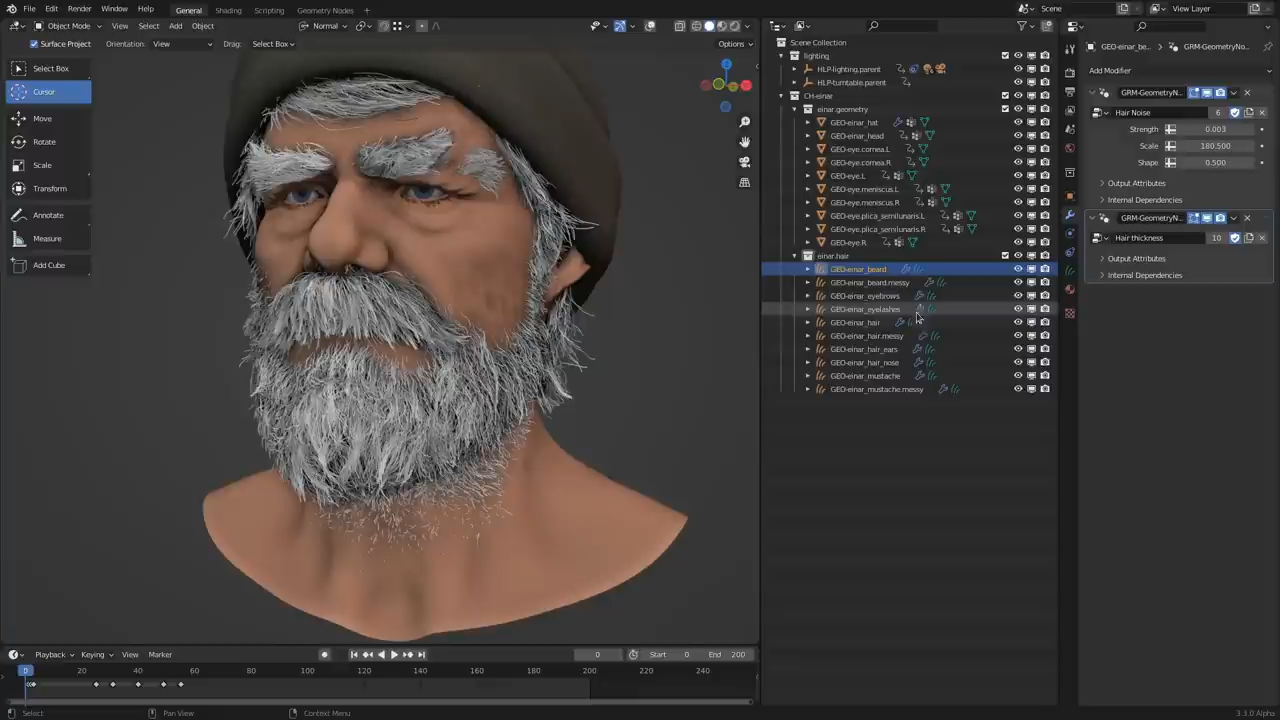 File Edit Render Window Help General Shading Scripting Geometry Nodes + Scene View Layer
Object Mode View Select Add Object Normal
Surface Project Orientation: View Drag: Select Box Options
Select Box
Cursor
Move
Rotate
Scale
Transform
Annotate
Measure
Add Cube
Scene Collection
lighting
HLP-lighting.parent
HLP-turntable.parent
CH-einar
einar.geometry
GEO-einar_hat
GEO-einar_head
GEO-eye.cornea.L
GEO-eye.cornea.R
GEO-eye.L
GEO-eye.meniscus.L
GEO-eye.meniscus.R
GEO-eye.plica_semilunaris.L
GEO-eye.plica_semilunaris.R
GEO-eye.R
einar.hair
GEO-einar_beard
GEO-einar_beard.messy
GEO-einar_eyebrows
GEO-einar_eyelashes
GEO-einar_hair
GEO-einar_hair.messy
GEO-einar_hair_ears
GEO-einar_hair_nose
GEO-einar_mustache
GEO-einar_mustache.messy
GEO-einar_be... GRM-GeometryNo...
Add Modifier
GRM-GeometryN...
Hair Noise 6
Strength 0.003
Scale 180.500
Shape 0.500
Output Attributes
Internal Dependencies
GRM-GeometryN...
Hair thickness 10
Output Attributes
Internal Dependencies
Playback Keying View Marker 0 Start 0 End 200
0 20 40 60 80 100 120 140 160 180 200 220 240
Select Pan View Context Menu 3.3.0 Alpha